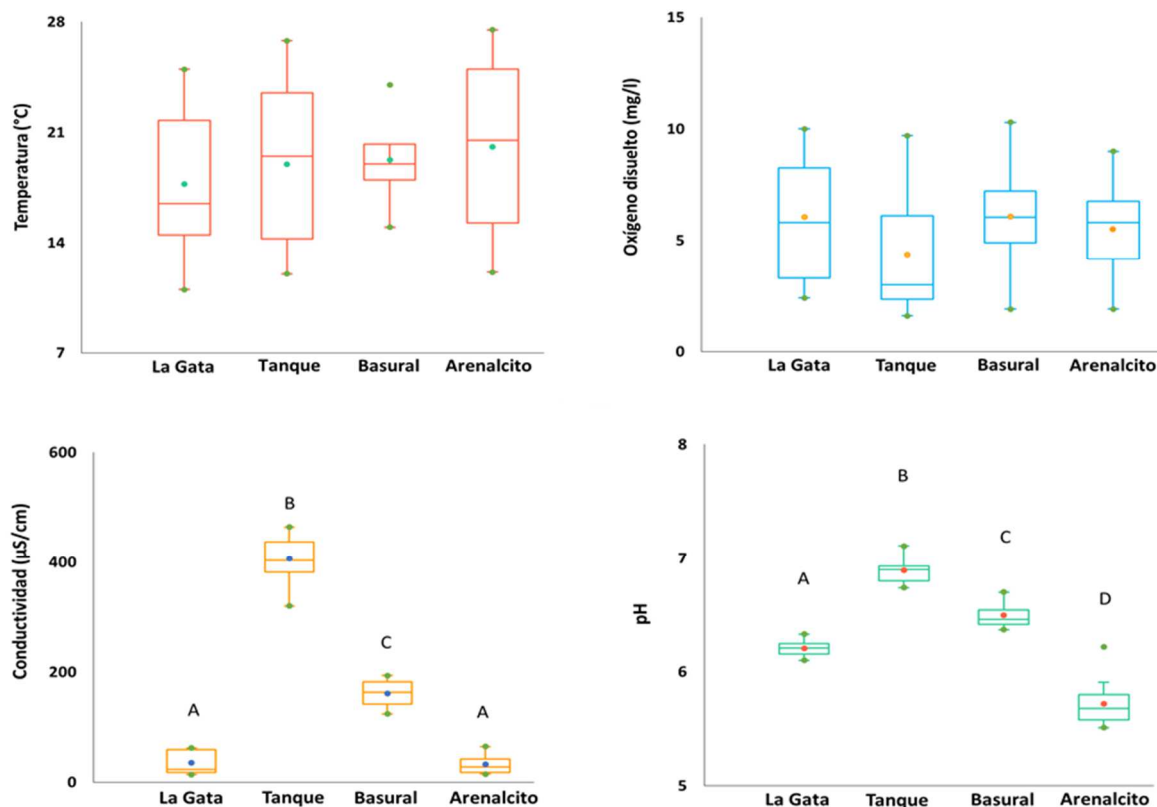 Temperatura (°C)
28
21
14
7
La Gata Tanque Basural Arenalcito
Oxígeno disuelto (mg/l)
15
10
5
0
La Gata Tanque Basural Arenalcito
Conductividad (µS/cm)
600
400
200
0
A
B
C
A
La Gata Tanque Basural Arenalcito
pH
8
7
6
5
A
B
C
D
La Gata Tanque Basural Arenalcito